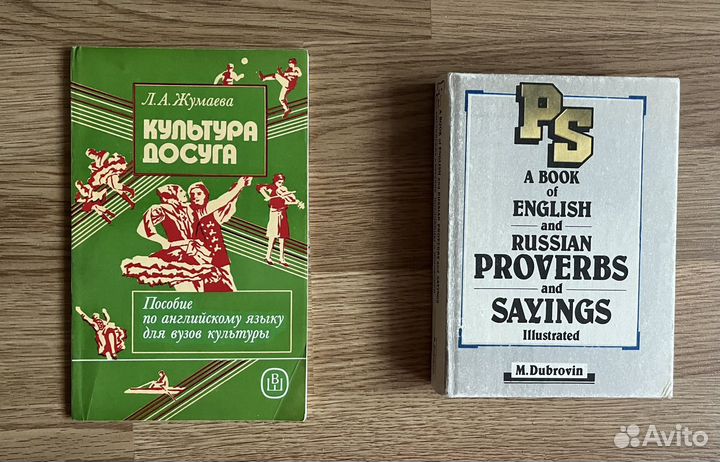 Л.А. Жумаева
КУЛЬТУРА
ДОСУГА
Пособие
по английскому языку
для вузов культуры
ВШ
PS
A BOOK
of
ENGLISH
and
RUSSIAN
PROVERBS
and
SAYINGS
Illustrated
M.Dubrovin
Avito